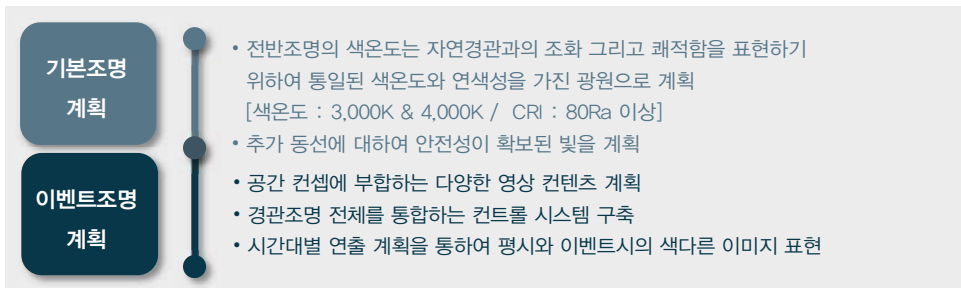 기본조명
계획
• 전반조명의 색온도는 자연경관과의 조화 그리고 쾌적함을 표현하기
위하여 통일된 색온도와 연색성을 가진 광원으로 계획
[색온도 : 3,000K & 4,000K / CRI : 80Ra 이상]
• 추가 동선에 대하여 안전성이 확보된 빛을 계획
이벤트조명
계획
• 공간 컨셉에 부합하는 다양한 영상 컨텐츠 계획
• 경관조명 전체를 통합하는 컨트롤 시스템 구축
• 시간대별 연출 계획을 통하여 평시와 이벤트시의 색다른 이미지 표현